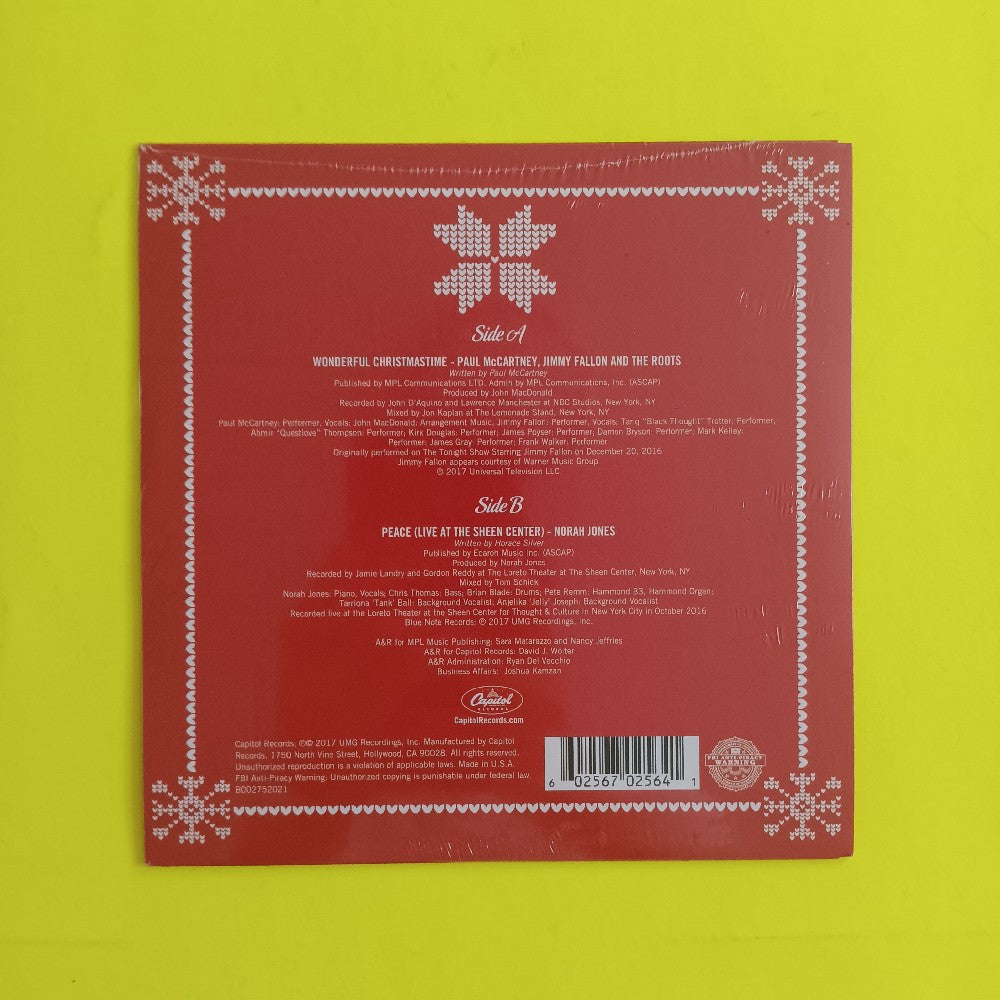 Side A
WONDERFUL CHRISTMASTIME - PAUL McCARTNEY, JIMMY FALLON AND THE ROOTS
Written by Paul McCartney
Published by MPL Communications LTD. Admin by MPL Communications, Inc. (ASCAP)
Produced by John MacDonald
Recorded by John D'Aquino and Lawrence Manchester at NBC Studios, New York, NY
Mixed by Jon Kaplan at The Lemonade Stand, New York, NY
Paul McCartney: Performer, Vocals; John MacDonald: Arrangement Music, Jimmy Fallon: Performer, Vocals, Tariq "Black Thought" Trotter: Performer;
Ahmir "Questlove" Thompson: Performer; Kirk Douglas: Performer; James Poyser: Performer; Damon Bryson: Performer; Mark Kelley:
Performer; James Gray: Performer; Frank Walker: Performer
Originally performed on The Tonight Show Starring Jimmy Fallon on December 20, 2016
Jimmy Fallon appears courtesy of Warner Music Group
℗ 2017 Universal Television LLC
Side B
PEACE (LIVE AT THE SHEEN CENTER) - NORAH JONES
Written by Horace Silver
Published by Ecaroh Music Inc. (ASCAP)
Produced by Norah Jones
Recorded by Jamie Landry and Gordon Reddy at The Loreto Theater at The Sheen Center, New York, NY
Mixed by Tom Schick
Norah Jones: Piano, Vocals; Chris Thomas: Bass; Brian Blade: Drums; Pete Remm: Hammond 33, Hammond Organ;
Tarriona 'Tank' Ball: Background Vocalist; Anjelika 'Jelly' Joseph: Background Vocalist
Recorded live at the Loreto Theater at the Sheen Center for Thought & Culture in New York City in October 2016
Blue Note Records; ℗ 2017 UMG Recordings, Inc.
A&R for MPL Music Publishing: Sara Matarazzo and Nancy Jeffries
A&R for Capitol Records: David J. Wolter
A&R Administration: Ryan Del Vecchio
Business Affairs: Joshua Kamzan
Capitol
RECORDS
CapitolRecords.com
Capitol Records, ℗© 2017 UMG Recordings, Inc. Manufactured by Capitol
Records, 1750 North Vine Street, Hollywood, CA 90028. All rights reserved.
Unauthorized reproduction is a violation of applicable laws. Made in U.S.A.
FBI Anti-Piracy Warning: Unauthorized copying is punishable under federal law.
B002752021
6 02567 02564 1
FBI ANTI-PIRACY
WARNING